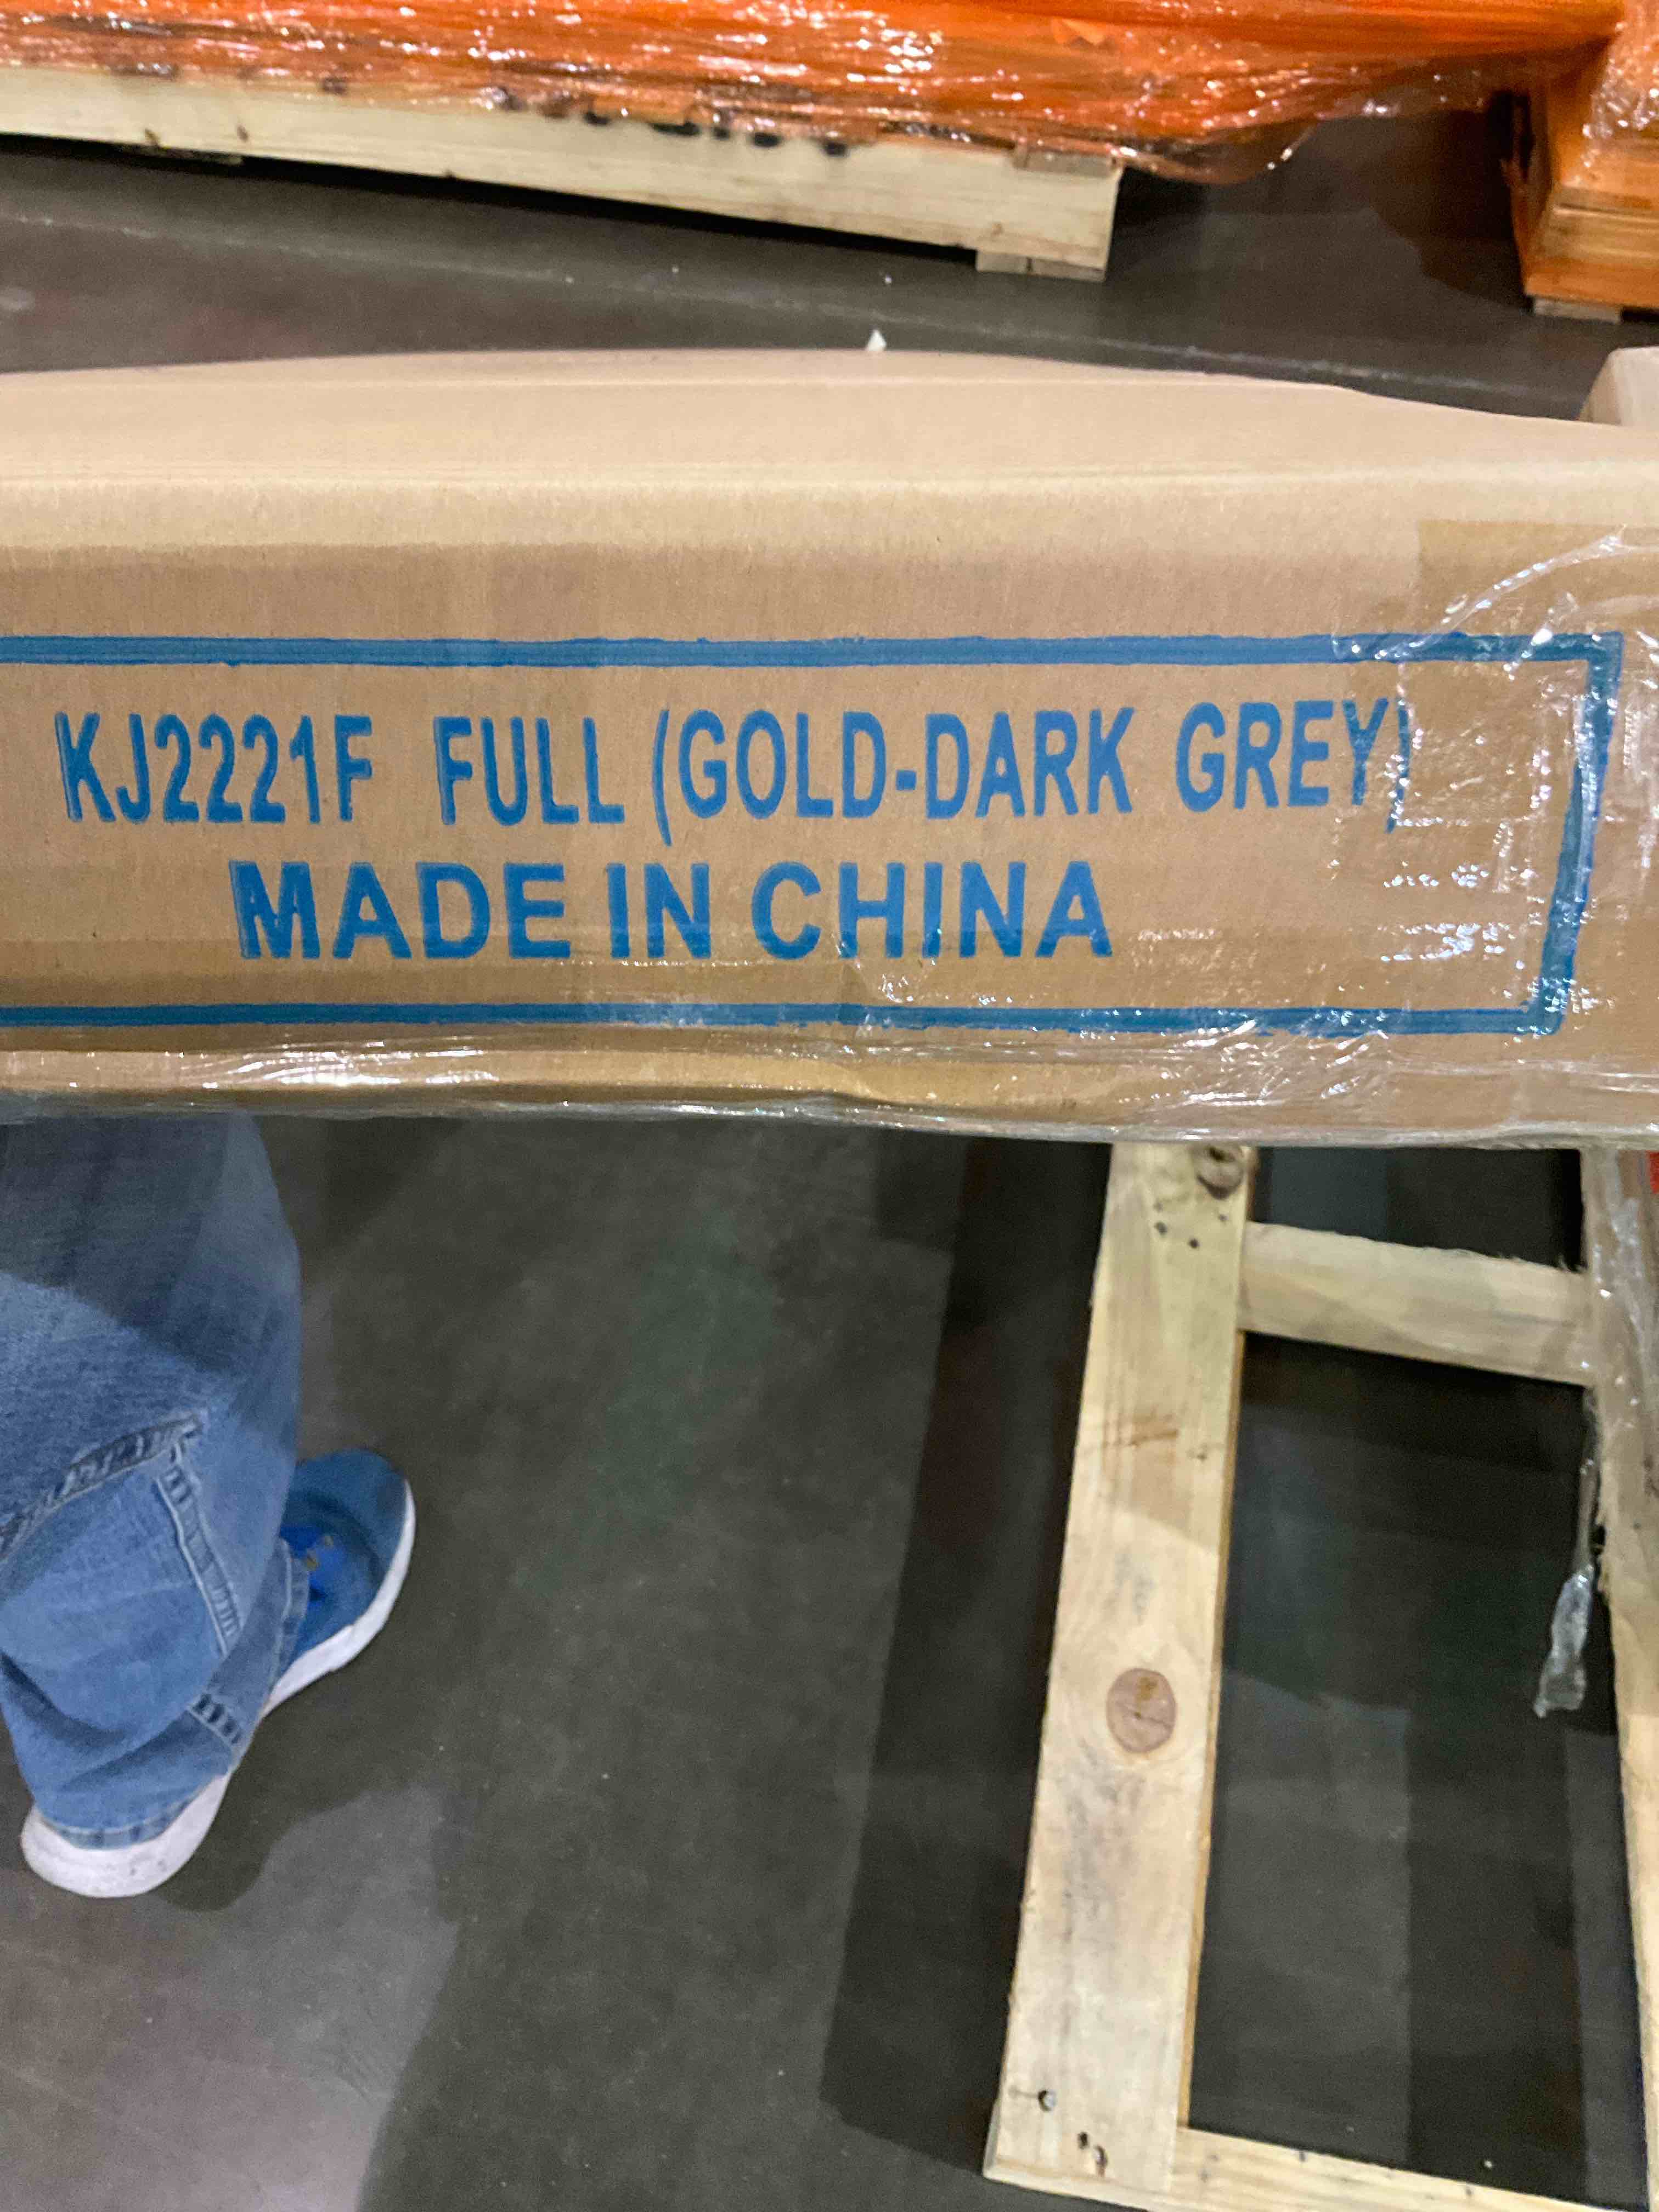 KJ2221F FULL (GOLD-DARK GREY)
MADE IN CHINA